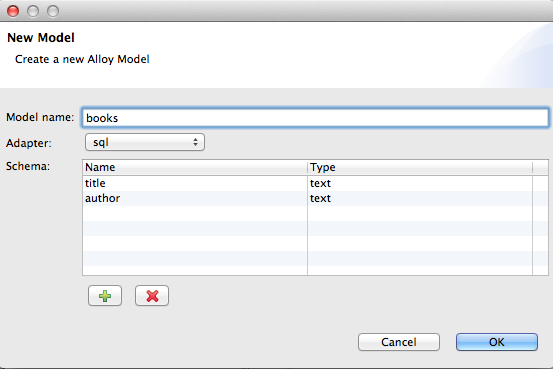 New Model
Create a new Alloy Model
Model name: books
Adapter: sql
Schema: Name Type
title text
author text
Cancel OK